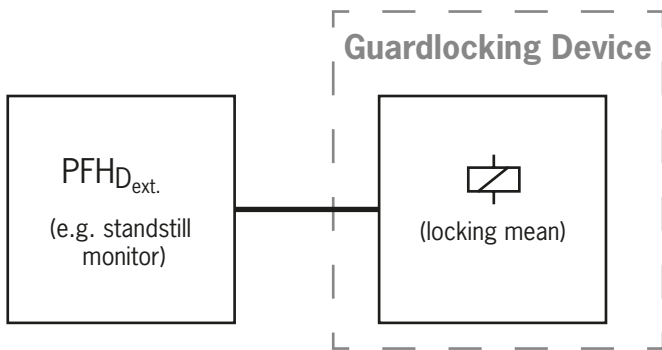 Guardlocking Device
PFHDext.
(e.g. standstill
monitor)
(locking mean)